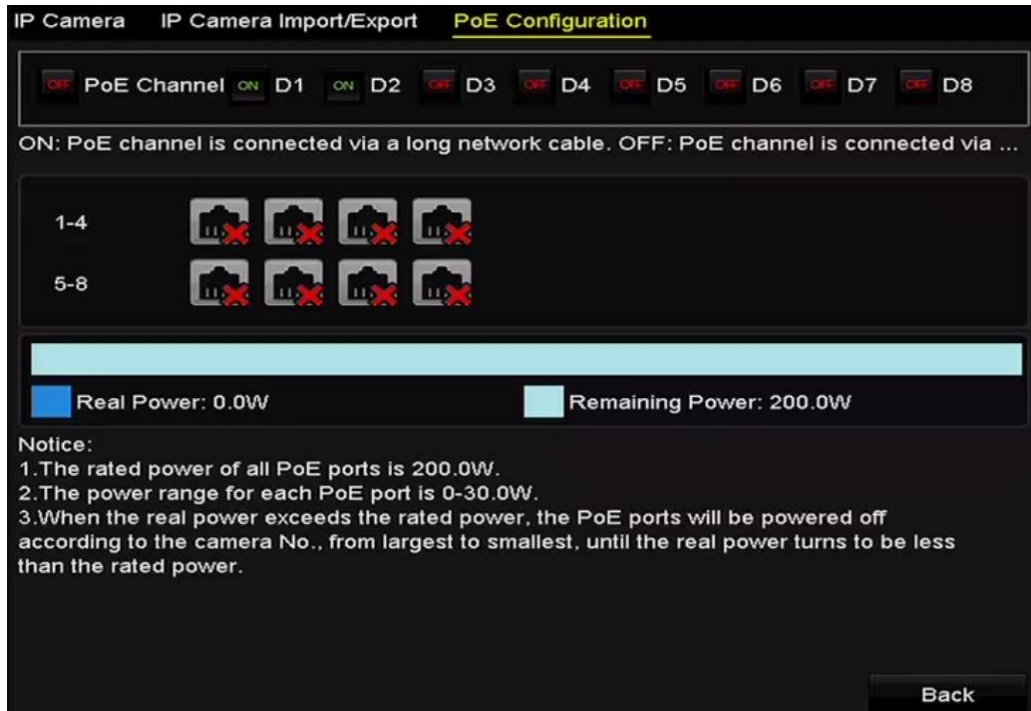 IP Camera IP Camera Import/Export PoE Configuration
OFF PoE Channel ON D1 ON D2 OFF D3 OFF D4 OFF D5 OFF D6 OFF D7 OFF D8
ON: PoE channel is connected via a long network cable. OFF: PoE channel is connected via ...
1-4
5-8
Real Power: 0.0W Remaining Power: 200.0W
Notice:
1.The rated power of all PoE ports is 200.0W.
2.The power range for each PoE port is 0-30.0W.
3.When the real power exceeds the rated power, the PoE ports will be powered off
according to the camera No., from largest to smallest, until the real power turns to be less
than the rated power.
Back